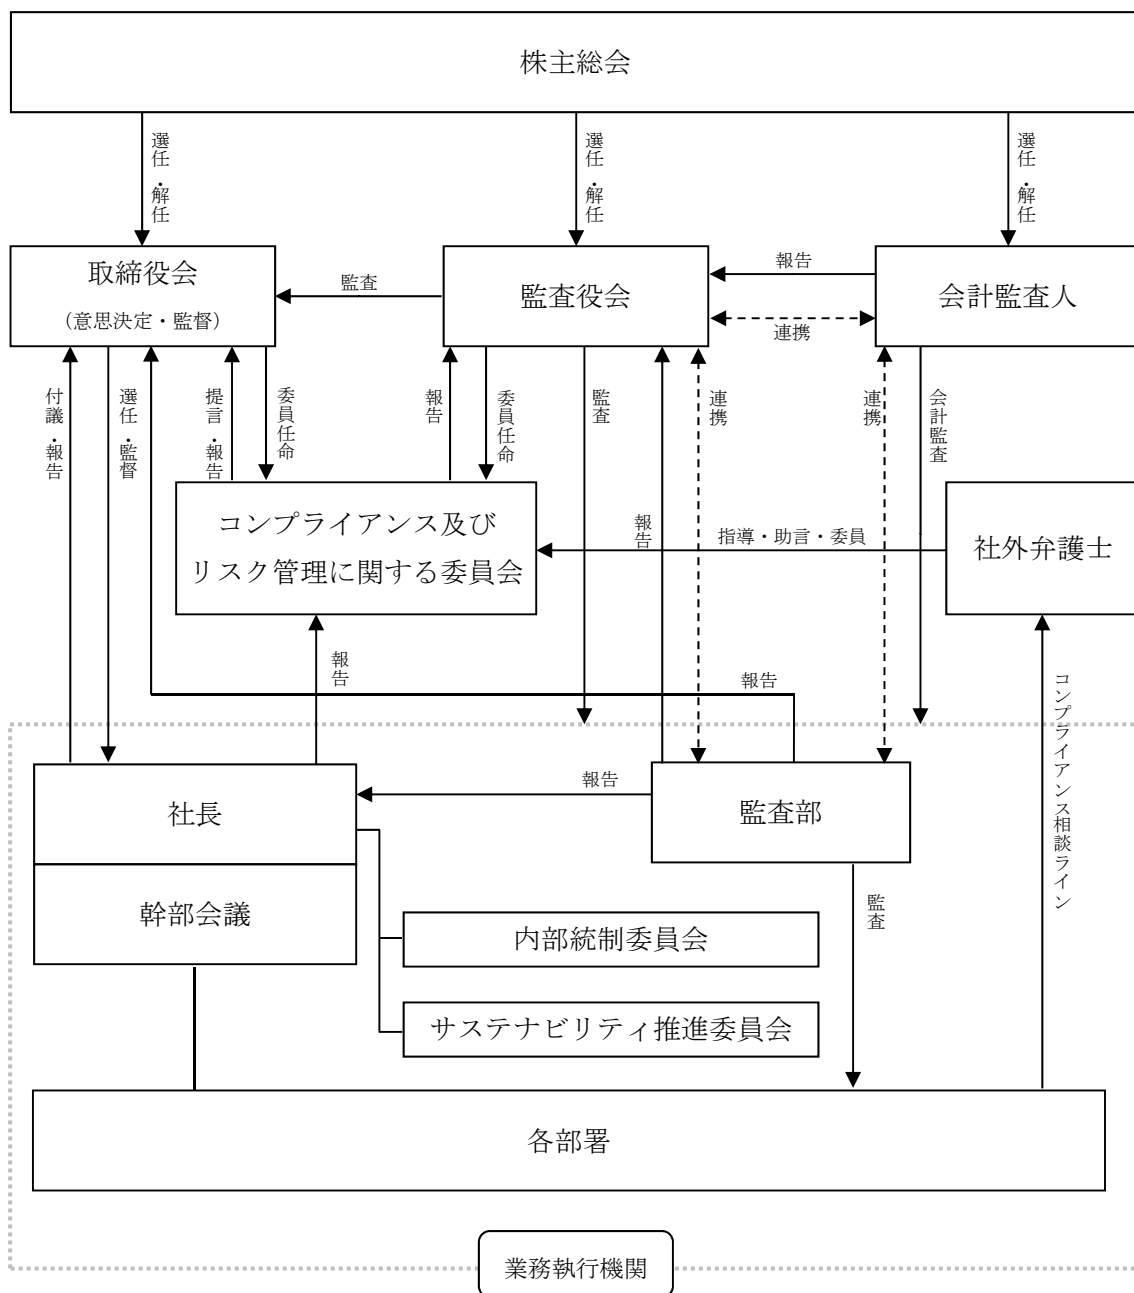 株主総会
選任・解任
選任・解任
選任・解任
取締役会
（意思決定・監督）
監査
監査役会
報告
連携
会計監査人
付議・報告
選任・監督
提言・報告
委員任命
報告
委員任命
監査
連携
連携
会計監査
コンプライアンス及び
リスク管理に関する委員会
報告
指導・助言・委員
社外弁護士
報告
報告
コンプライアンス相談ライン
社長
報告
監査部
幹部会議
監査
内部統制委員会
サステナビリティ推進委員会
各部署
業務執行機関